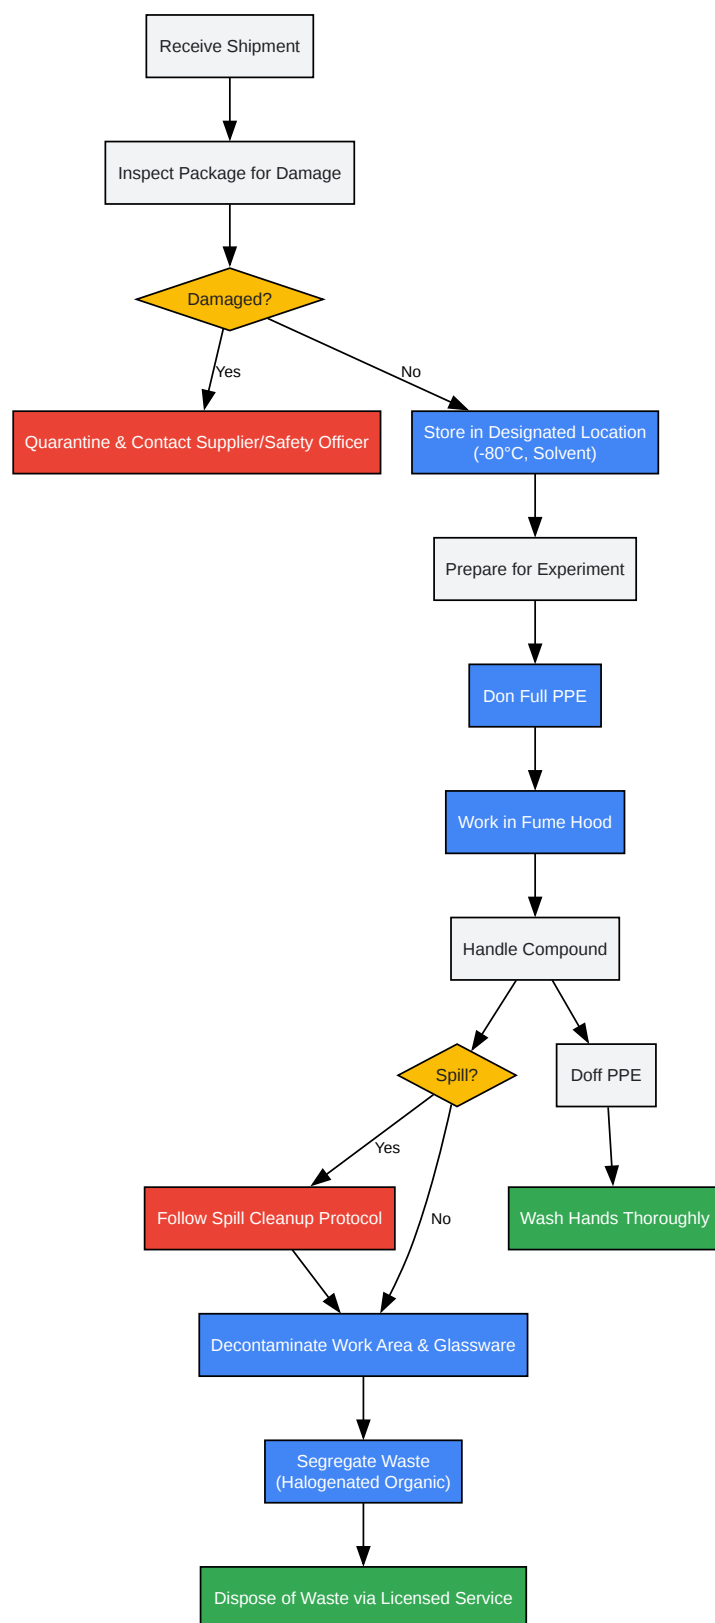 Receive Shipment
Inspect Package for Damage
Damaged?
Yes
No
Quarantine & Contact Supplier/Safety Officer
Store in Designated Location
(-80°C, Solvent)
Prepare for Experiment
Don Full PPE
Work in Fume Hood
Handle Compound
Spill?
Doff PPE
Yes
Follow Spill Cleanup Protocol
No
Wash Hands Thoroughly
Decontaminate Work Area & Glassware
Segregate Waste
(Halogenated Organic)
Dispose of Waste via Licensed Service